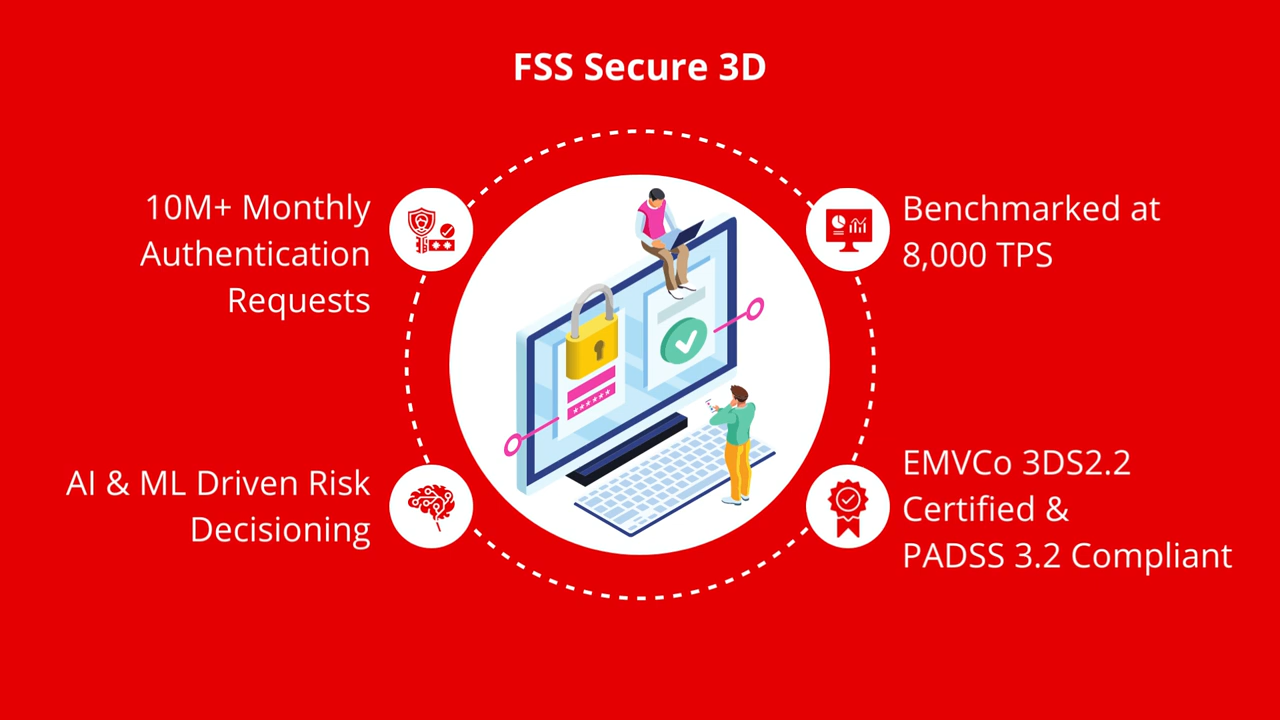 FSS Secure 3D
10M+ Monthly
Authentication
Requests
Benchmarked at
8,000 TPS
AI & ML Driven Risk
Decisioning
EMVCo 3DS2.2
Certified &
PADSS 3.2 Compliant